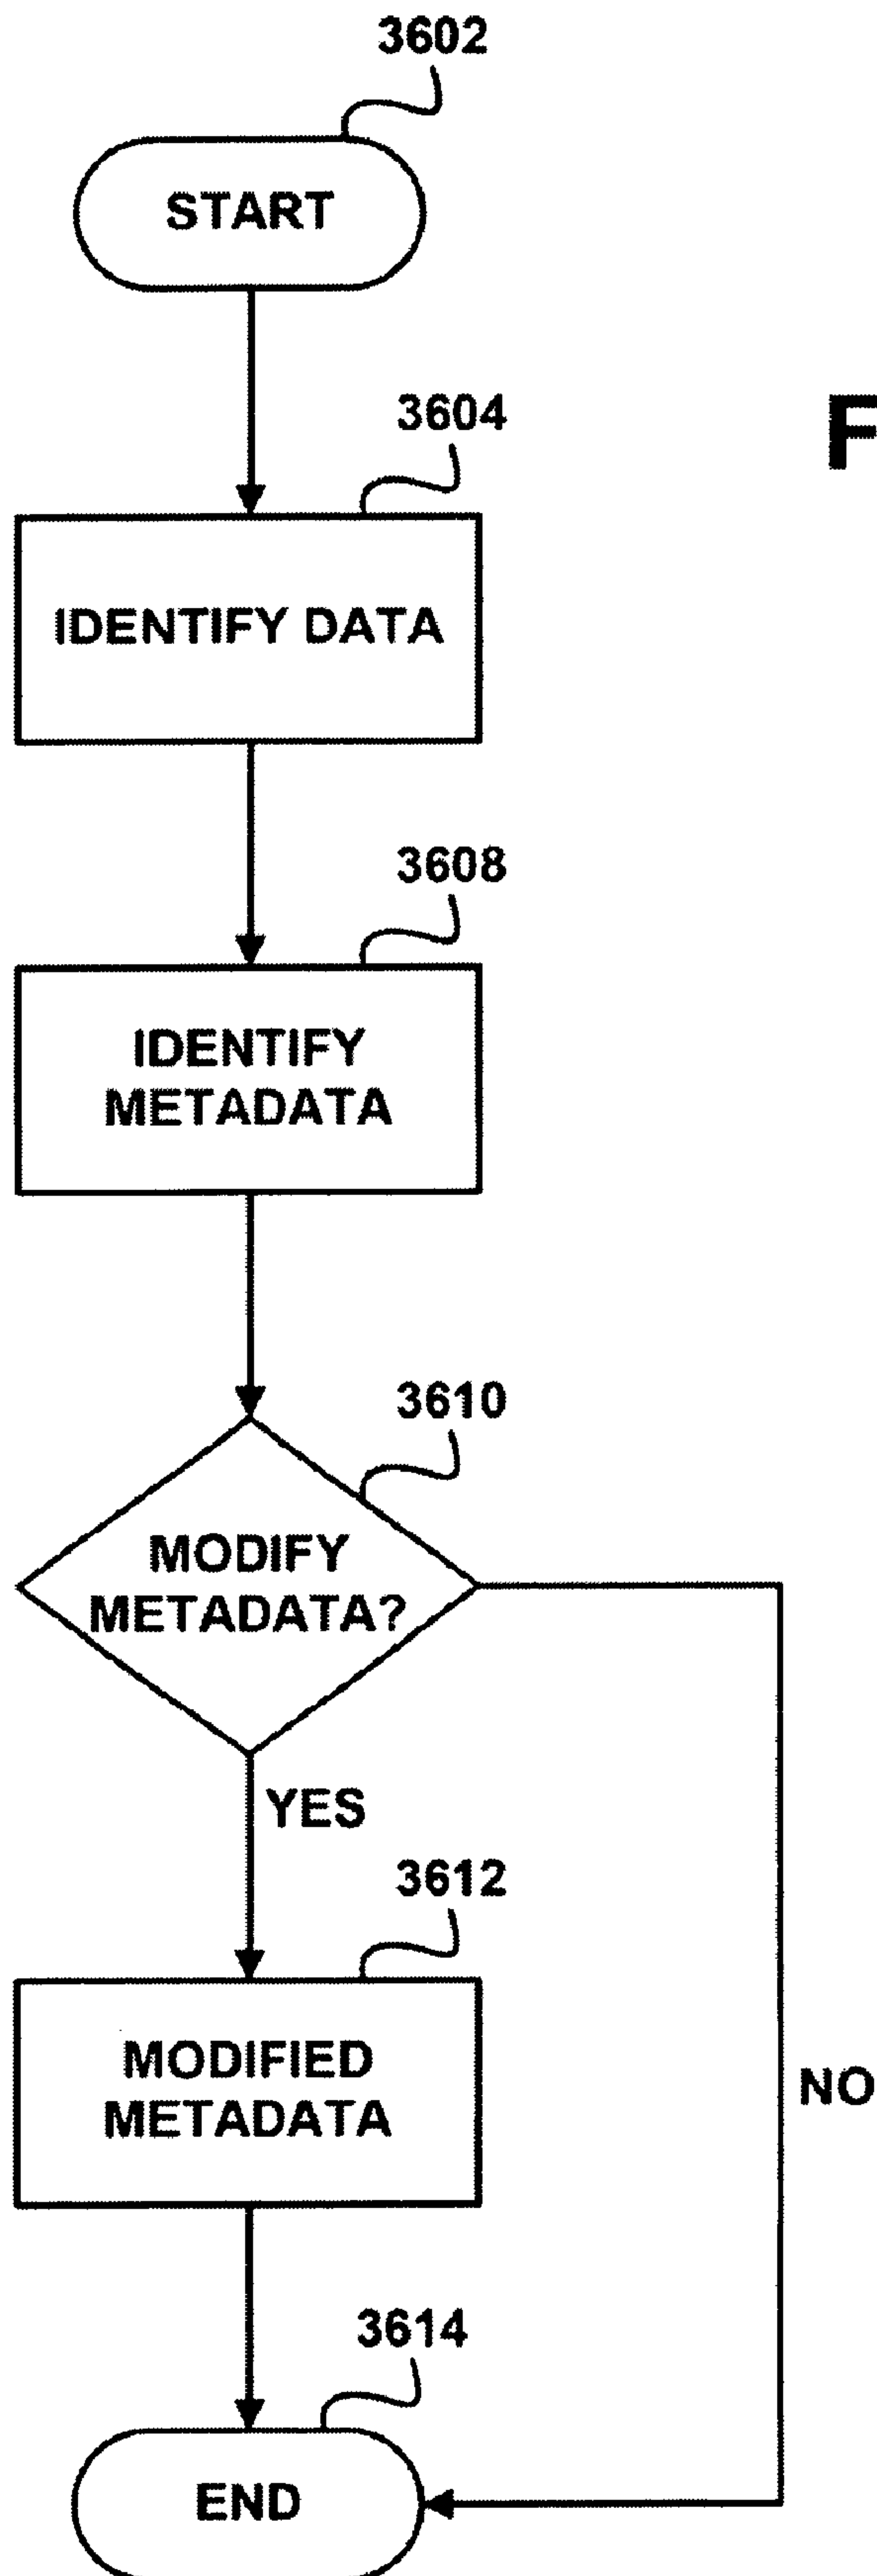 3602
START
3604
F
IDENTIFY DATA
3608
IDENTIFY
METADATA
3610
MODIFY
METADATA?
YES
3612
MODIFIED
METADATA
NO
3614
END